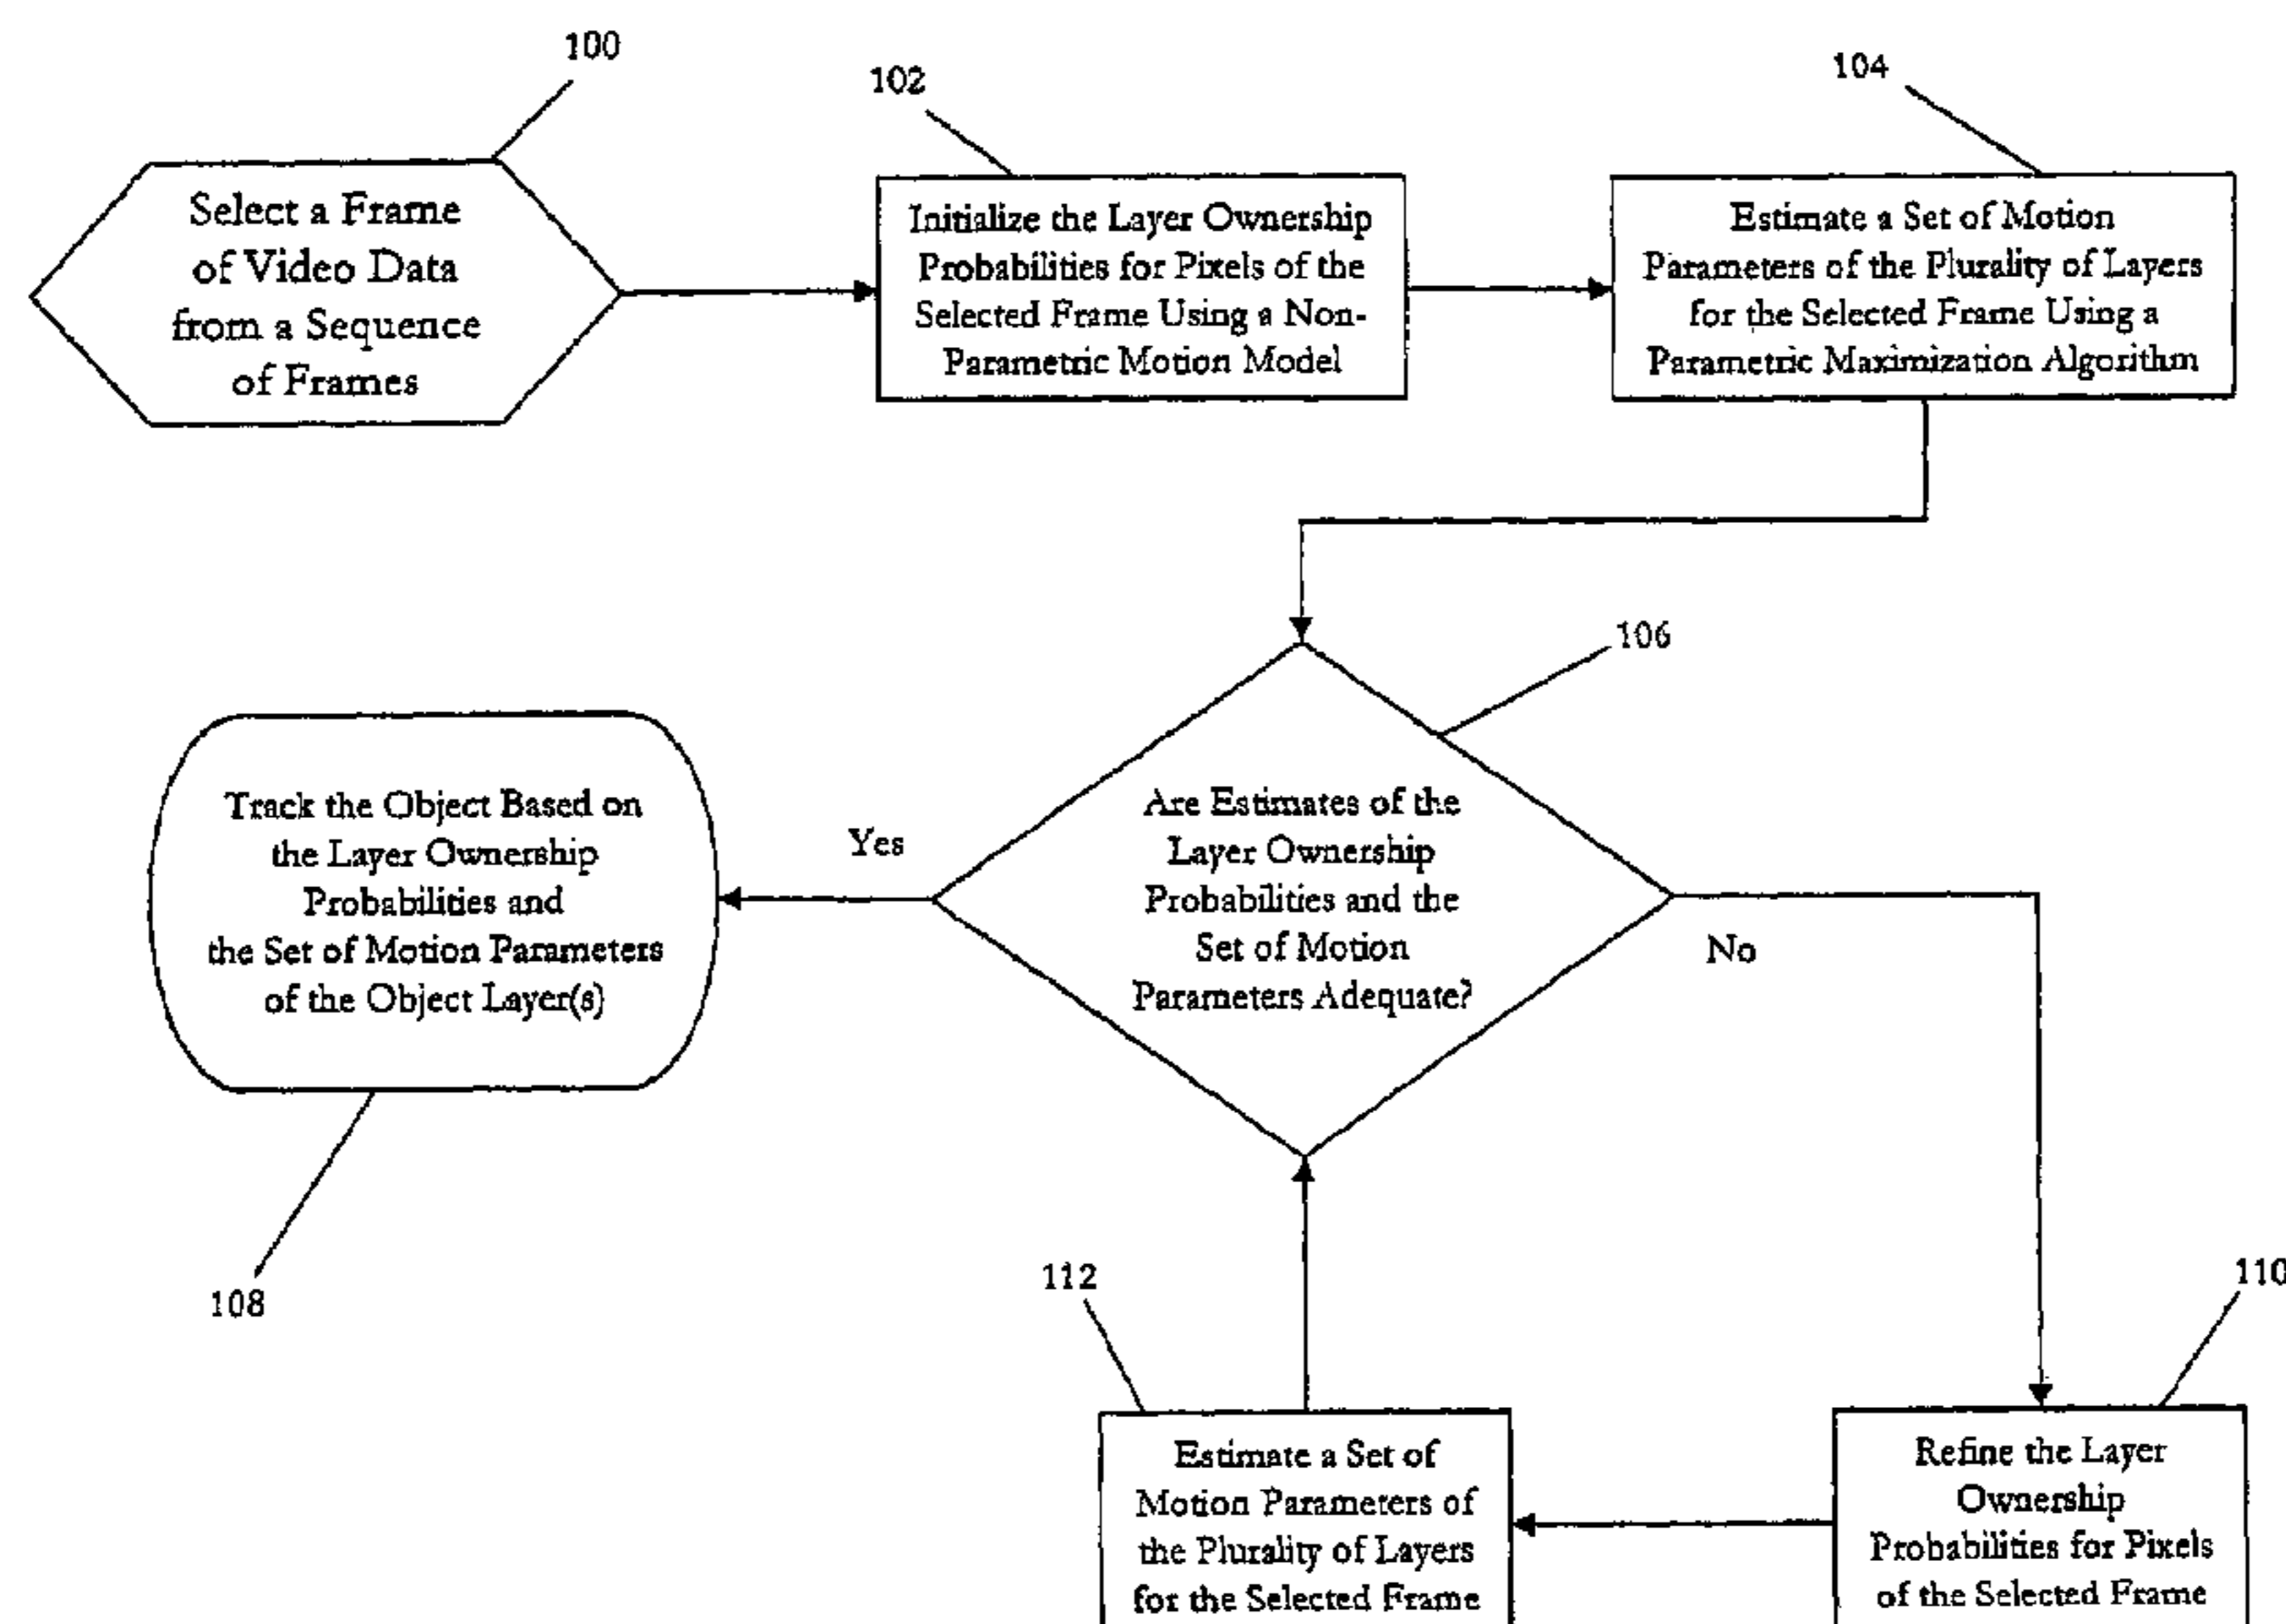 100
102
104
Select a Frame
of Video Data
from a Sequence
of Frames
Initialize the Layer Ownership
Probabilities for Pixels of the
Selected Frame Using a Non-
Parametric Motion Model
Estimate a Set of Motion
Parameters of the Plurality of Layers
for the Selected Frame Using a
Parametric Maximization Algorithm
106
Track the Object Based on
the Layer Ownership
Probabilities and
the Set of Motion Parameters
of the Object Layer(s)
Yes
Are Estimates of the
Layer Ownership
Probabilities and the
Set of Motion
Parameters Adequate?
No
108
112
110
Estimate a Set of
Motion Parameters of
the Plurality of Layers
for the Selected Frame
Refine the Layer
Ownership
Probabilities for Pixels
of the Selected Frame